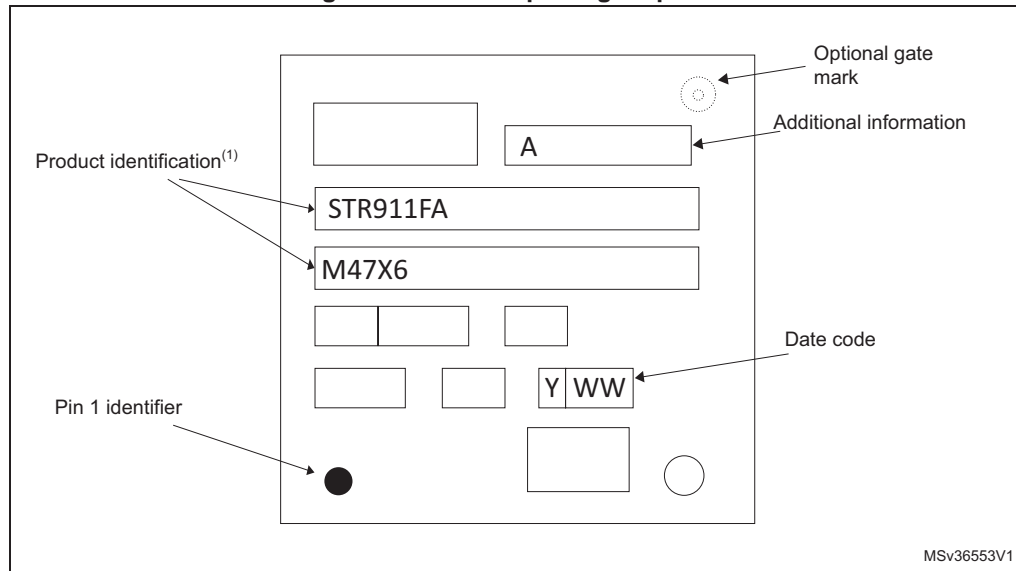 Optional gate
mark
Additional information
A
Product identification(1)
STR911FA
M47X6
Date code
Y WW
Pin 1 identifier
MSv36553V1